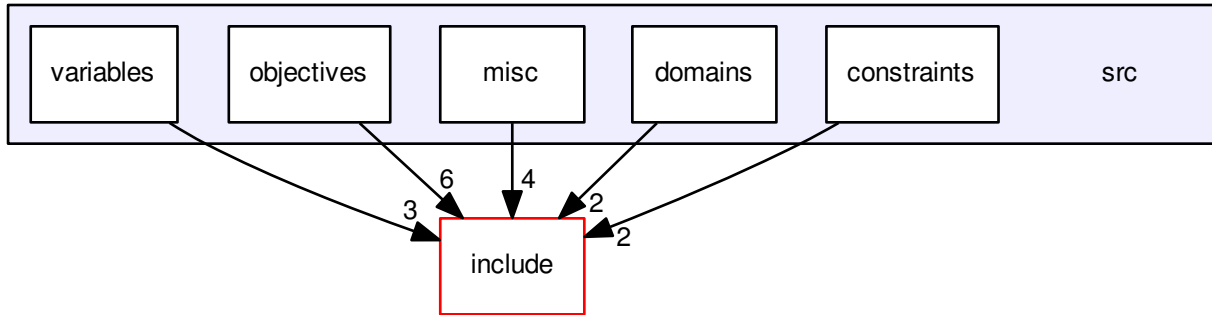 variables objectives misc domains constraints src
6 4 2
3 2
include